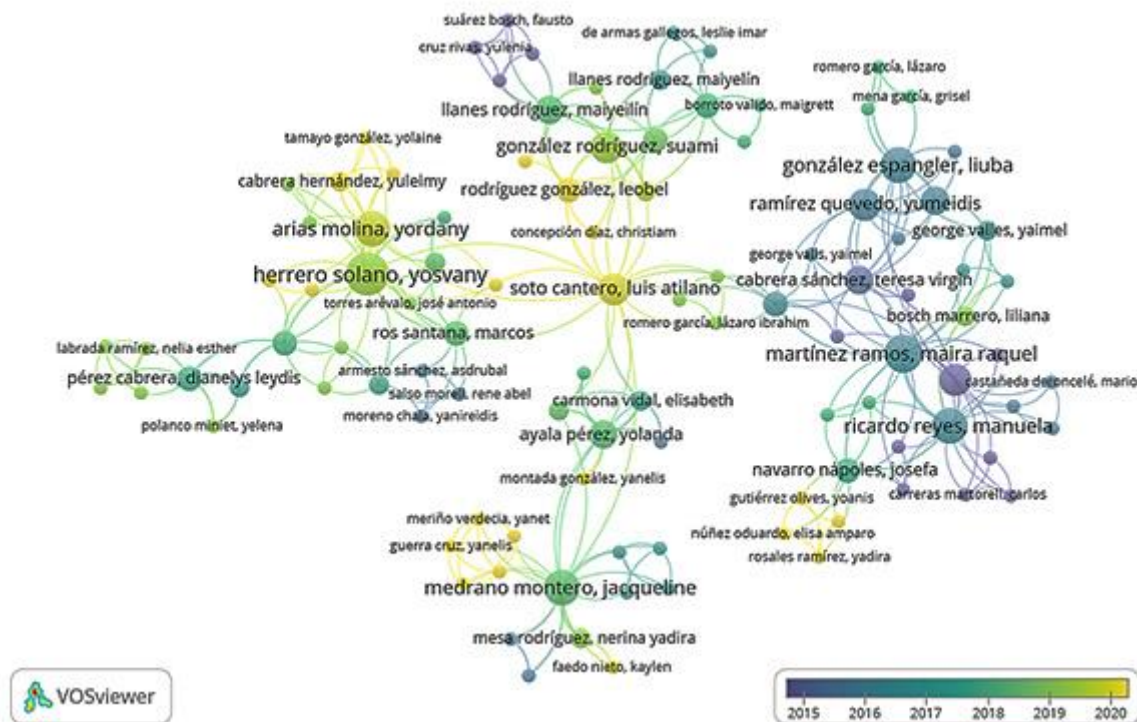 suárez bosch, fausto
cruz rivas, yulenia
de armas gallegos, leslie imar
llanes rodríguez, maiyelín
llanes rodríguez, maiyeilín
borroto valido, maigrett
romero garcía, lázaro
mena garcía, grisel
tamayo gonzález, yolaine
gonzález rodríguez, suami
gonzález espangler, liuba
cabrera hernández, yulelmy
rodríguez gonzález, leobel
ramírez quevedo, yumeidis
arias molina, yordany
concepción díaz, christiam
george valles, yaimel
george valls, yaimel
herrero solano, yosvany
soto cantero, luis atilano
cabrera sánchez, teresa virgin
torres arévalo, josé antonio
romero garcía, lázaro ibrahim
bosch marrero, liliana
ros santana, marcos
labrada ramírez, nelia esther
martínez ramos, maira raquel
armesto sánchez, asdrubal
pérez cabrera, dianelys leydis
castañeda deroncelé, mario
salso morell, rene abel
carmona vidal, elisabeth
moreno chala, yanireidis
polanco miniet, yelena
ayala pérez, yolanda
ricardo reyes, manuela
navarro nápoles, josefa
montada gonzález, yanelis
carreras martorell, carlos
gutiérrez olives, yoanis
meriño verdecia, yanet
núñez oduardo, elisa amparo
guerra cruz, yanelis
rosales ramírez, yadira
medrano montero, jacqueline
mesa rodríguez, nerina yadira
faedo nieto, kaylen
VOSviewer
2015 2016 2017 2018 2019 2020